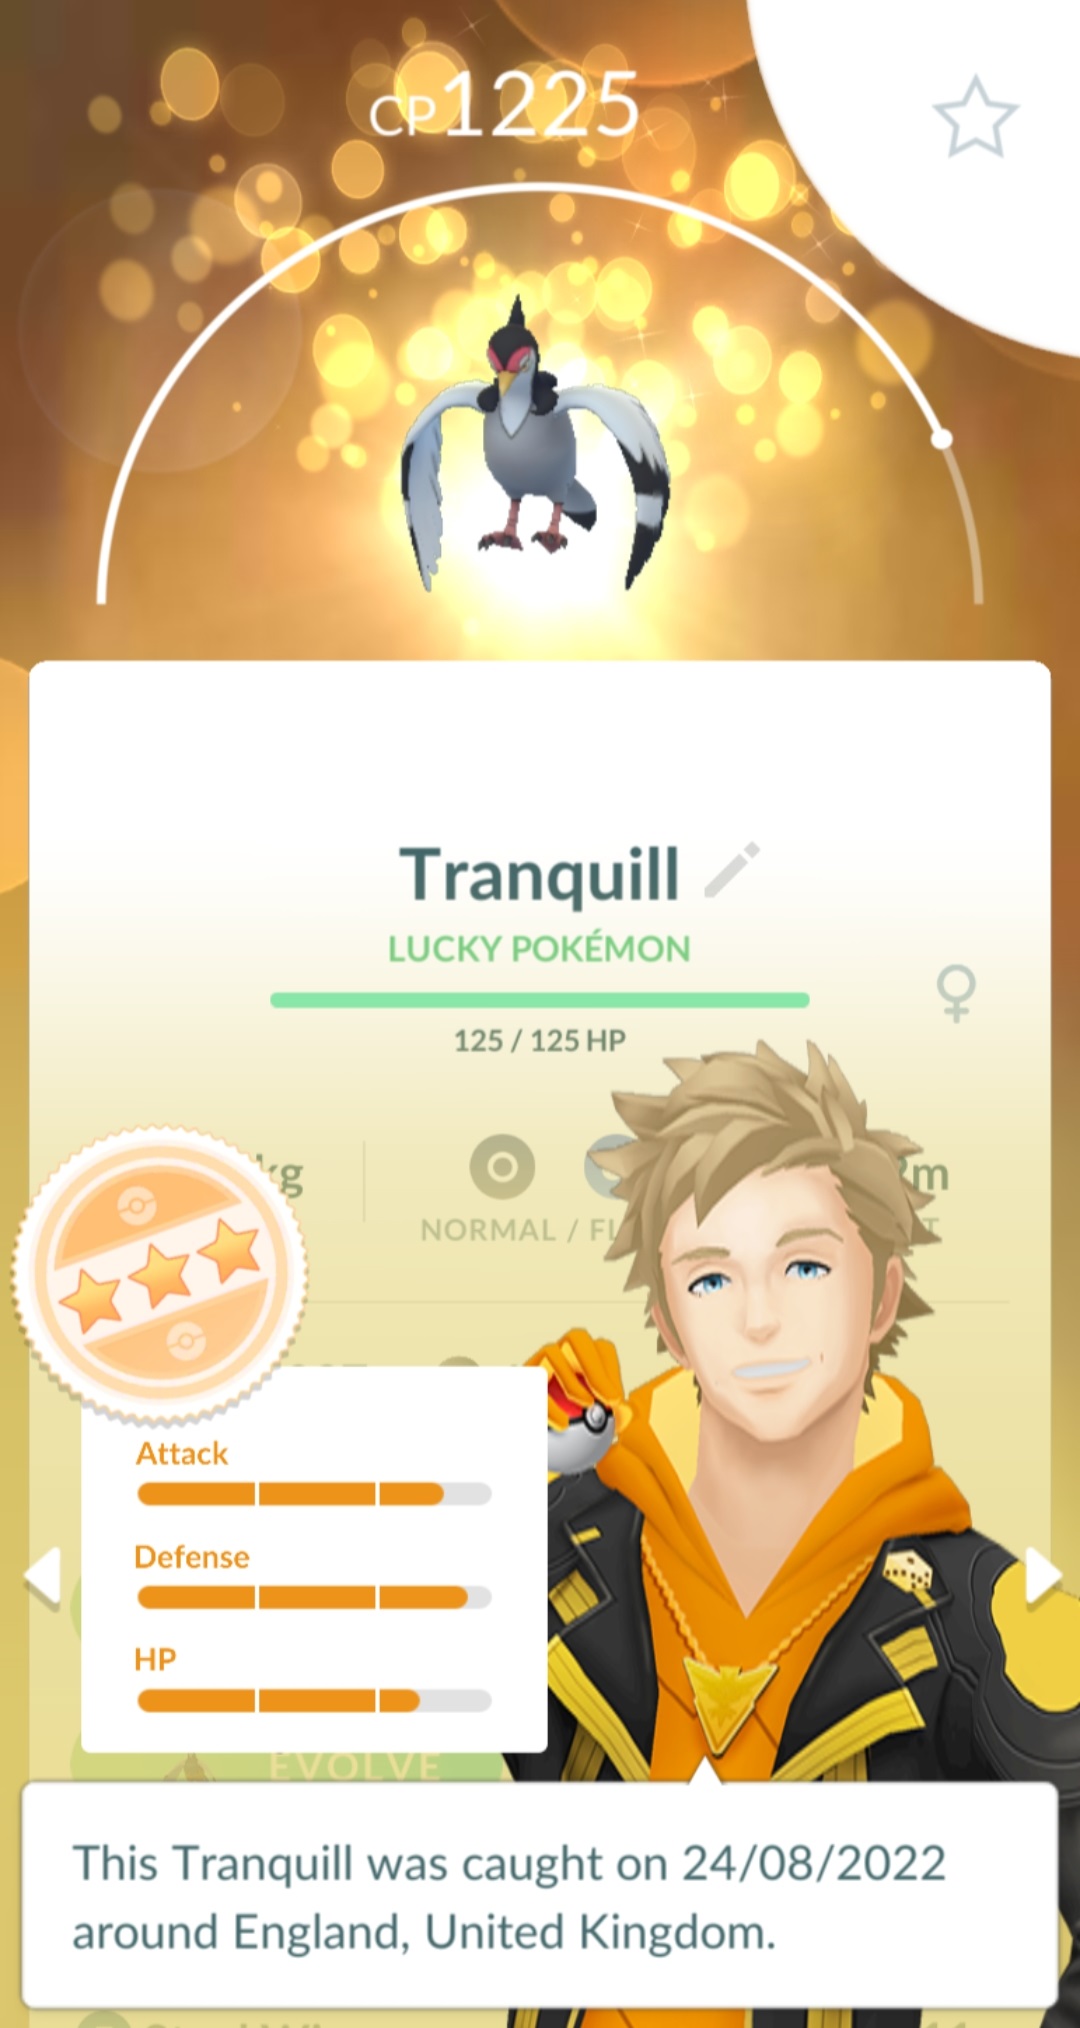 CP1225
Tranquill
LUCKY POKÉMON
125 / 125 HP
kg
m
NORMAL /
Attack
Defense
HP
EVOLVE
This Tranquill was caught on 24/08/2022
around England, United Kingdom.